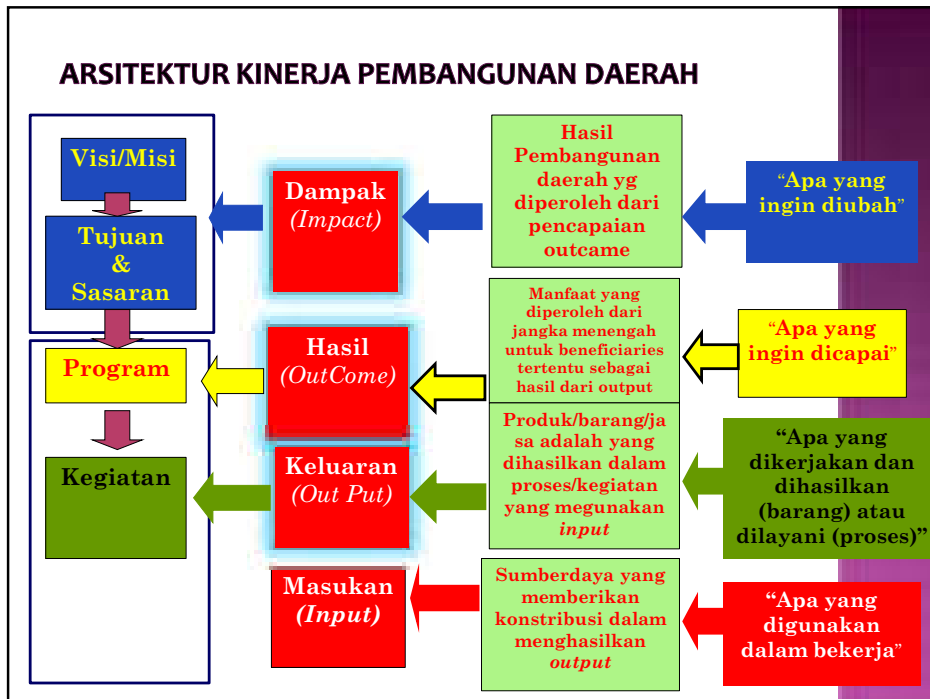 ARSITEKTUR KINERJA PEMBANGUNAN DAERAH
Visi/Misi
Tujuan
&
Sasaran
Program
Kegiatan
Dampak
(Impact)
Hasil
(OutCome)
Keluaran
(Out Put)
Masukan
(Input)
Hasil
Pembangunan
daerah yg
diperoleh dari
pencapaian
outcame
Manfaat yang
diperoleh dari
jangka menengah
untuk beneficiaries
tertentu sebagai
hasil dari output
Produk/barang/ja
sa adalah yang
dihasilkan dalam
proses/kegiatan
yang megunakan
input
Sumberdaya yang
memberikan
konstribusi dalam
menghasilkan
output
“Apa yang
ingin diubah”
“Apa yang
ingin dicapai”
“Apa yang
dikerjakan dan
dihasilkan
(barang) atau
dilayani (proses)”
“Apa yang
digunakan
dalam bekerja”